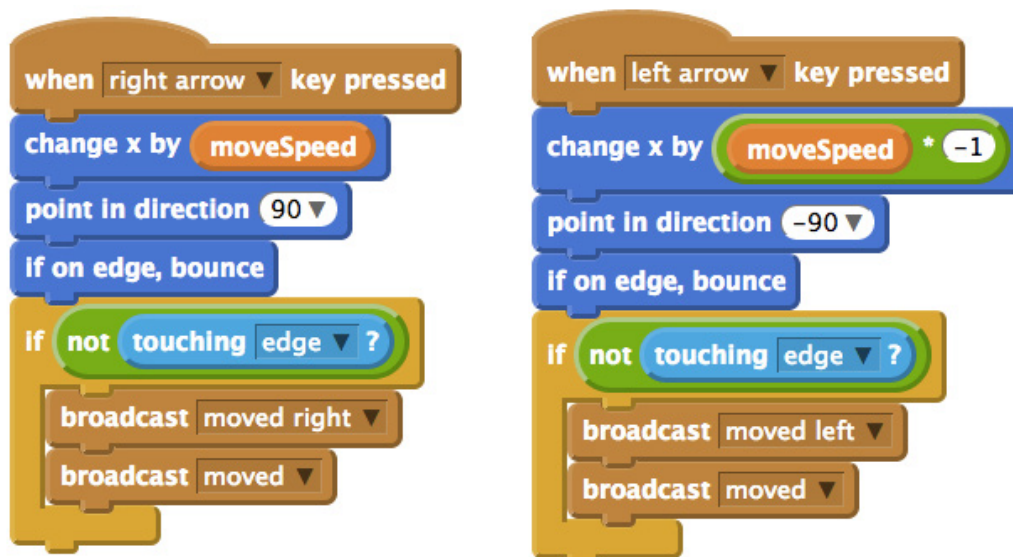 when right arrow ▼ key pressed
change x by moveSpeed
point in direction 90▼
if on edge, bounce
if not touching edge ▼ ?
broadcast moved right ▼
broadcast moved ▼
when left arrow ▼ key pressed
change x by moveSpeed * -1
point in direction -90▼
if on edge, bounce
if not touching edge ▼ ?
broadcast moved left ▼
broadcast moved ▼